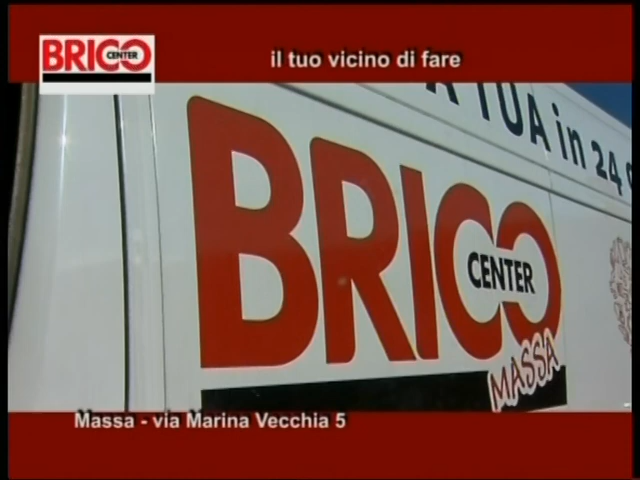 BRICO CENTER
il tuo vicino di fare
A TUA in 24
BRICO
CENTER
MASSA
Massa - via Marina Vecchia 5